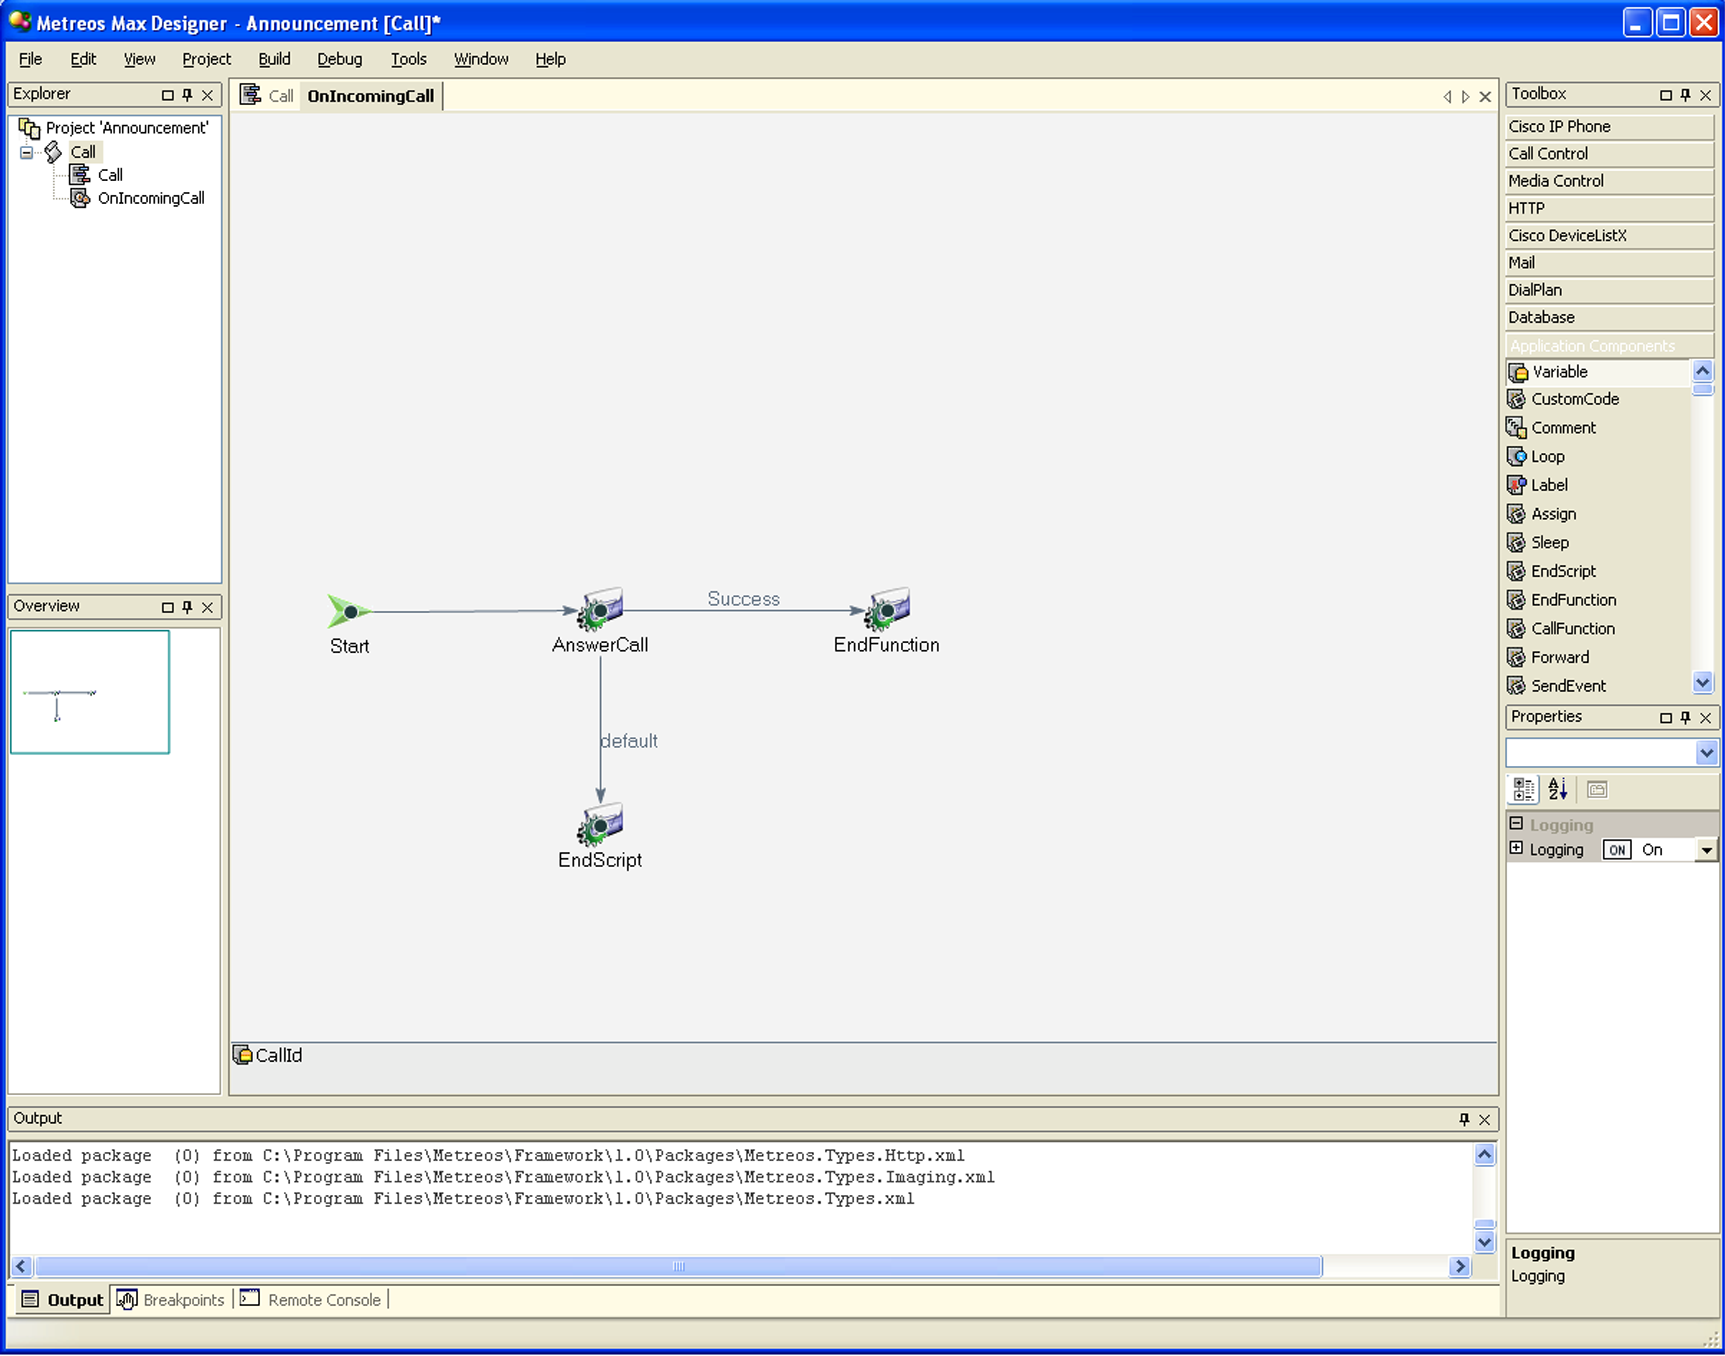 Metreos Max Designer - Announcement [Call]*
File Edit View Project Build Debug Tools Window Help
Explorer
Project 'Announcement'
Call
Call
OnIncomingCall
Overview
Call OnIncomingCall
Start
AnswerCall
Success
EndFunction
default
EndScript
CallId
Toolbox
Cisco IP Phone
Call Control
Media Control
HTTP
Cisco DeviceListX
Mail
DialPlan
Database
Application Components
Variable
CustomCode
Comment
Loop
Label
Assign
Sleep
EndScript
EndFunction
CallFunction
Forward
SendEvent
Properties
Logging
Logging ON On
Logging
Logging
Output
Loaded package (0) from C:\Program Files\Metreos\Framework\1.0\Packages\Metreos.Types.Http.xml
Loaded package (0) from C:\Program Files\Metreos\Framework\1.0\Packages\Metreos.Types.Imaging.xml
Loaded package (0) from C:\Program Files\Metreos\Framework\1.0\Packages\Metreos.Types.xml
Output Breakpoints Remote Console